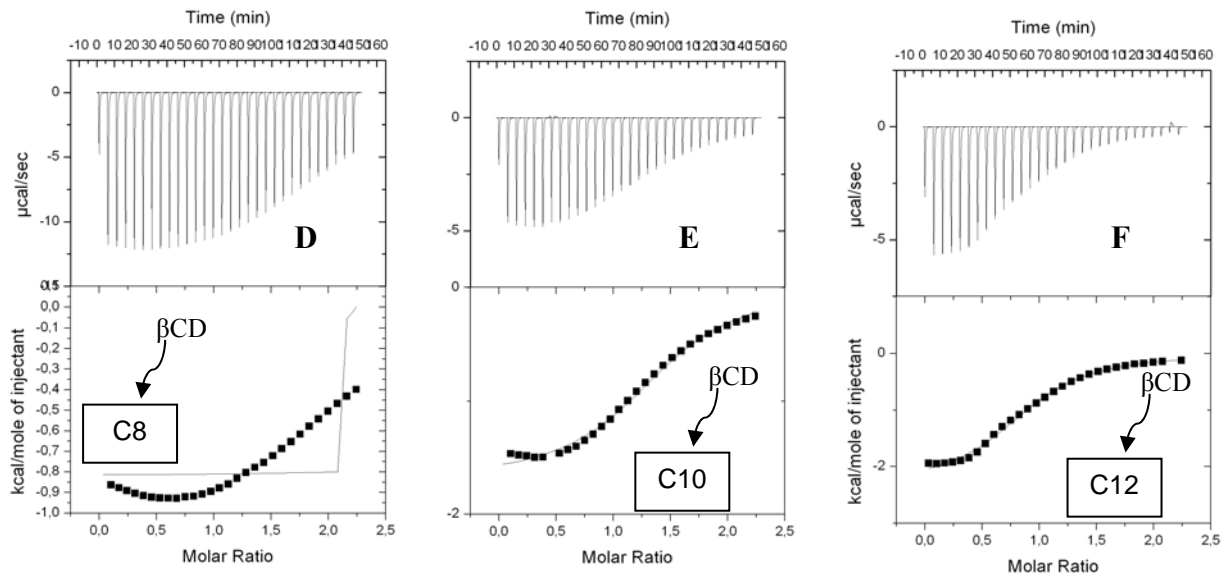 Time (min)
-10 0 10 20 30 40 50 60 70 80 90 100 110 120 130 140 150 160
0
-5
-10
µcal/sec
D
0,0
-0,1
-0,2
-0,3
-0,4
-0,5
-0,6
-0,7
-0,8
-0,9
-1,0
kcal/mole of injectant
βCD
C8
0,0 0,5 1,0 1,5 2,0 2,5
Molar Ratio
Time (min)
-10 0 10 20 30 40 50 60 70 80 90 100 110 120 130 140 150 160
0
-5
µcal/sec
E
0
-2
kcal/mole of injectant
βCD
C10
0,0 0,5 1,0 1,5 2,0 2,5
Molar Ratio
Time (min)
-10 0 10 20 30 40 50 60 70 80 90 100 110 120 130 140 150 160
0
-5
µcal/sec
F
0
-2
kcal/mole of injectant
βCD
C12
0,0 0,5 1,0 1,5 2,0 2,5
Molar Ratio